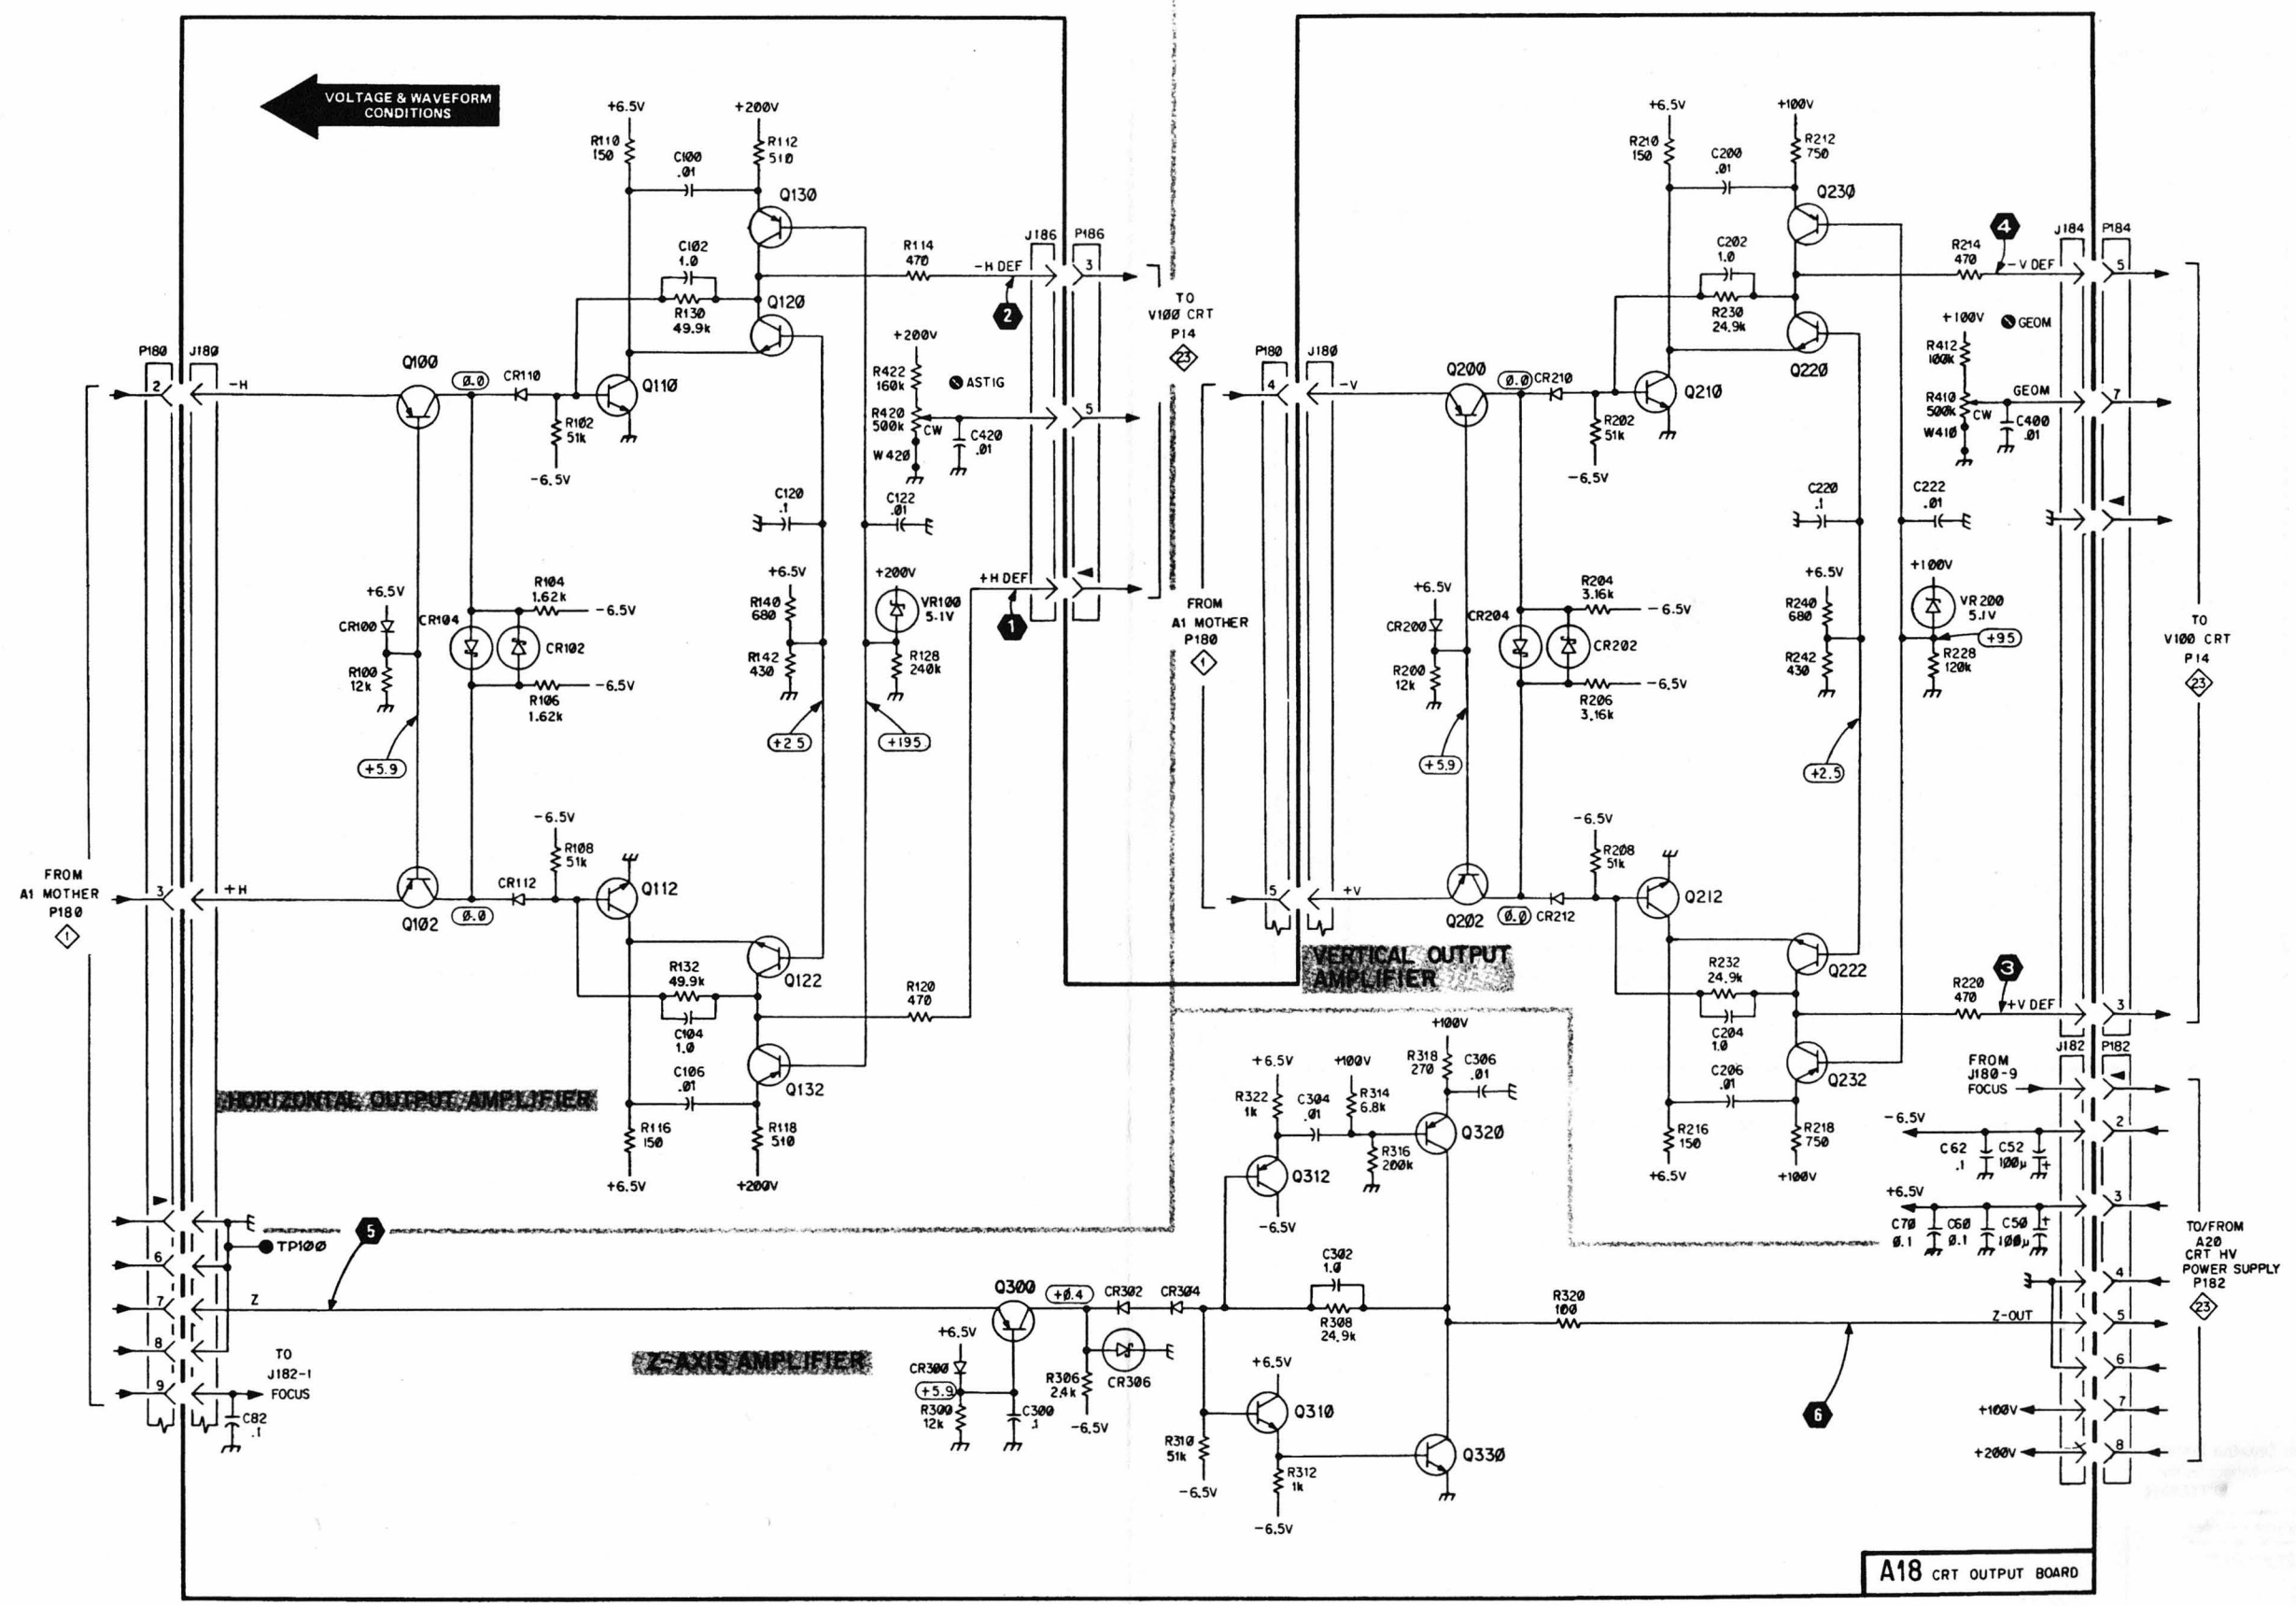 VOLTAGE & WAVEFORM
CONDITIONS
+6.5V
+200V
R110
150
C100
.01
R112
510
Q130
C102
1.0
R130
49.9k
Q120
R114
470
-H DEF
2
J186
P186
3
TO
V100 CRT
P14
23
P180
J180
2
-H
Q100
0.0
CR110
R102
51k
-6.5V
Q110
+200V
R422
160k
ASTIG
R420
500k
CW
W420
C420
.01
5
C120
.1
C122
.01
+6.5V
CR100
R100
12k
CR104
R104
1.62k
-6.5V
CR102
-6.5V
R106
1.62k
+5.9
+6.5V
R140
680
R142
430
+2.5
+200V
VR100
5.1V
R128
240k
+195
+H DEF
1
-6.5V
R108
51k
FROM
A1 MOTHER
P180
1
3
+H
Q102
0.0
CR112
Q112
R132
49.9k
C104
1.0
C106
.01
Q122
Q132
R120
470
R116
150
+6.5V
R118
510
+200V
HORIZONTAL OUTPUT AMPLIFIER
+6.5V
+100V
R210
150
C200
.01
R212
750
Q230
C202
1.0
R230
24.9k
Q220
R214
470
4
-V DEF
J184
P184
5
+100V
GEOM
R412
100k
R410
500k
CW
W410
GEOM
C400
.01
7
P180
J180
4
-V
Q200
0.0
CR210
R202
51k
-6.5V
Q210
C220
.1
C222
.01
FROM
A1 MOTHER
P180
1
+6.5V
CR200
R200
12k
CR204
R204
3.16k
-6.5V
CR202
-6.5V
R206
3.16k
+5.9
+6.5V
R240
680
R242
430
+2.5
+100V
VR200
5.1V
+95
R228
120k
TO
V100 CRT
P14
23
-6.5V
R208
51k
5
+V
Q202
0.0
CR212
Q212
R232
24.9k
C204
1.0
C206
.01
Q222
Q232
R220
470
3
+V DEF
3
R216
150
+6.5V
R218
750
+100V
VERTICAL OUTPUT
AMPLIFIER
J182
P182
FROM
J180-9
FOCUS
-6.5V
C62
.1
C52
100µ
+
2
+6.5V
C70
0.1
C60
0.1
C50
100µ
+
3
TO/FROM
A20
CRT HV
POWER SUPPLY
P182
23
4
Z-OUT
5
6
+100V
7
+200V
8
TP100
6
7
8
9
Z
5
TO
J182-1
FOCUS
C82
.1
Z-AXIS AMPLIFIER
Q300
+0.4
CR302
CR304
+6.5V
CR300
+5.9
R300
12k
C300
.1
R306
2.4k
-6.5V
CR306
+6.5V
R322
1k
C304
.01
+100V
R314
6.8k
R316
200k
+100V
R318
270
C306
.01
Q320
Q312
-6.5V
C302
1.0
R308
24.9k
R320
100
6
+6.5V
Q310
R310
51k
-6.5V
R312
1k
-6.5V
Q330
A18 CRT OUTPUT BOARD